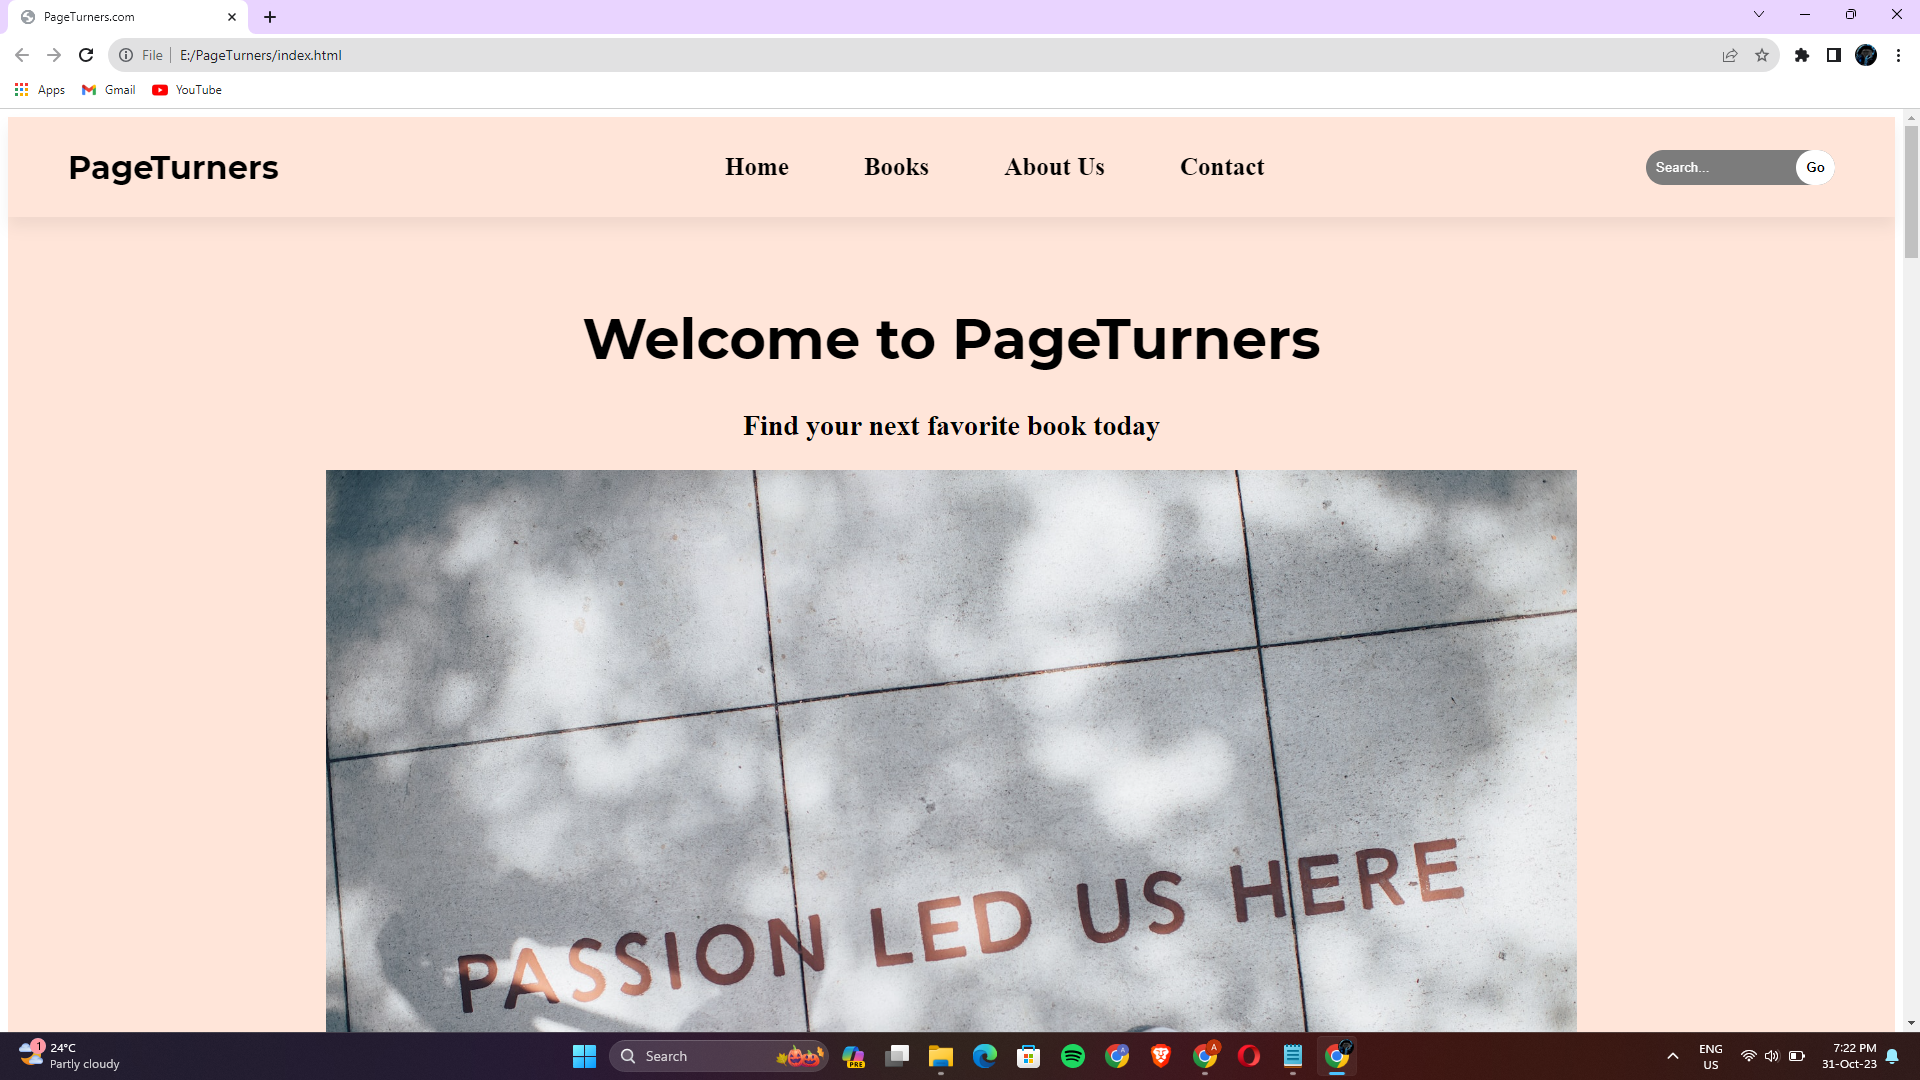 PageTurners.com
File
E:/PageTurners/index.html
Apps
Gmail
YouTube
PageTurners
Home
Books
About Us
Contact
Search...
Go
Welcome to PageTurners
Find your next favorite book today
PASSION LED US HERE
1
24°C
Partly cloudy
Search
PRE
A
A
ENG
US
7:22 PM
31-Oct-23